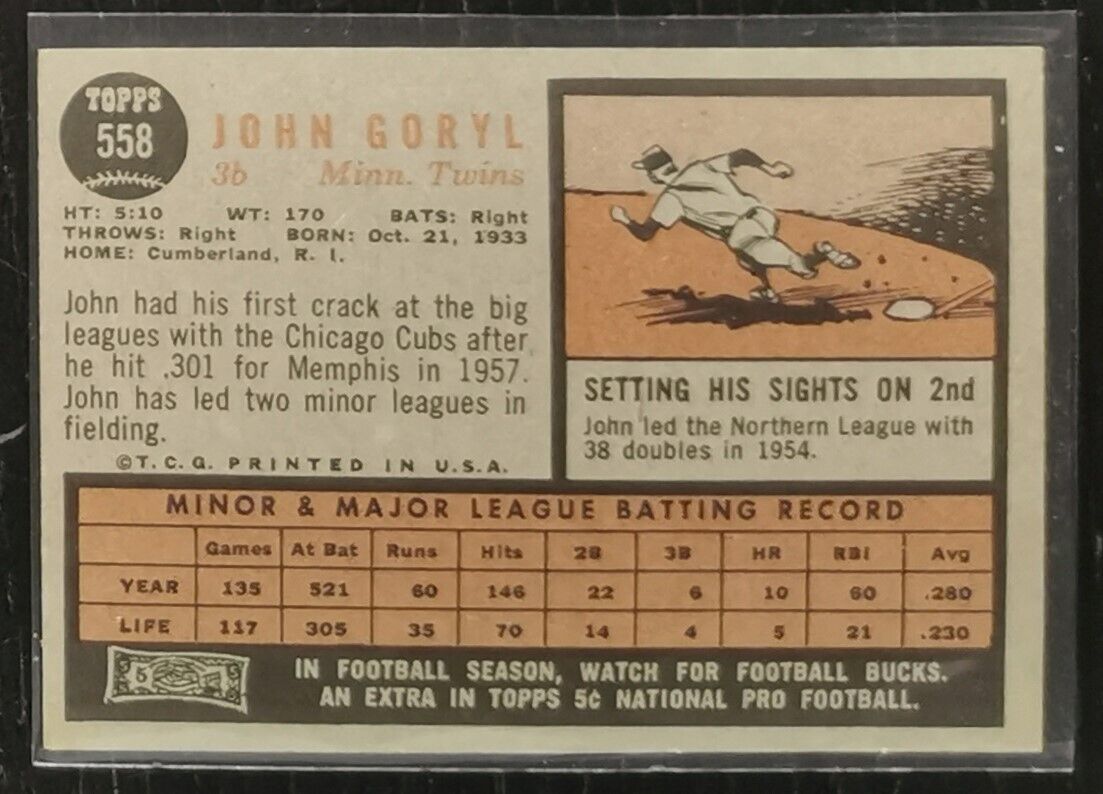 TOPPS
558
JOHN GORYL
3b Minn. Twins
HT: 5:10 WT: 170 BATS: Right
THROWS: Right BORN: Oct. 21, 1933
HOME: Cumberland, R. I.
John had his first crack at the big
leagues with the Chicago Cubs after
he hit .301 for Memphis in 1957.
John has led two minor leagues in
fielding.
©T. C. G. PRINTED IN U.S.A.
SETTING HIS SIGHTS ON 2nd
John led the Northern League with
38 doubles in 1954.
MINOR & MAJOR LEAGUE BATTING RECORD
Games At Bat Runs Hits 2B 3B HR RBI Avg
YEAR 135 521 60 146 22 6 10 60 .280
LIFE 117 305 35 70 14 4 5 21 .230
5
IN FOOTBALL SEASON, WATCH FOR FOOTBALL BUCKS.
AN EXTRA IN TOPPS 5¢ NATIONAL PRO FOOTBALL.